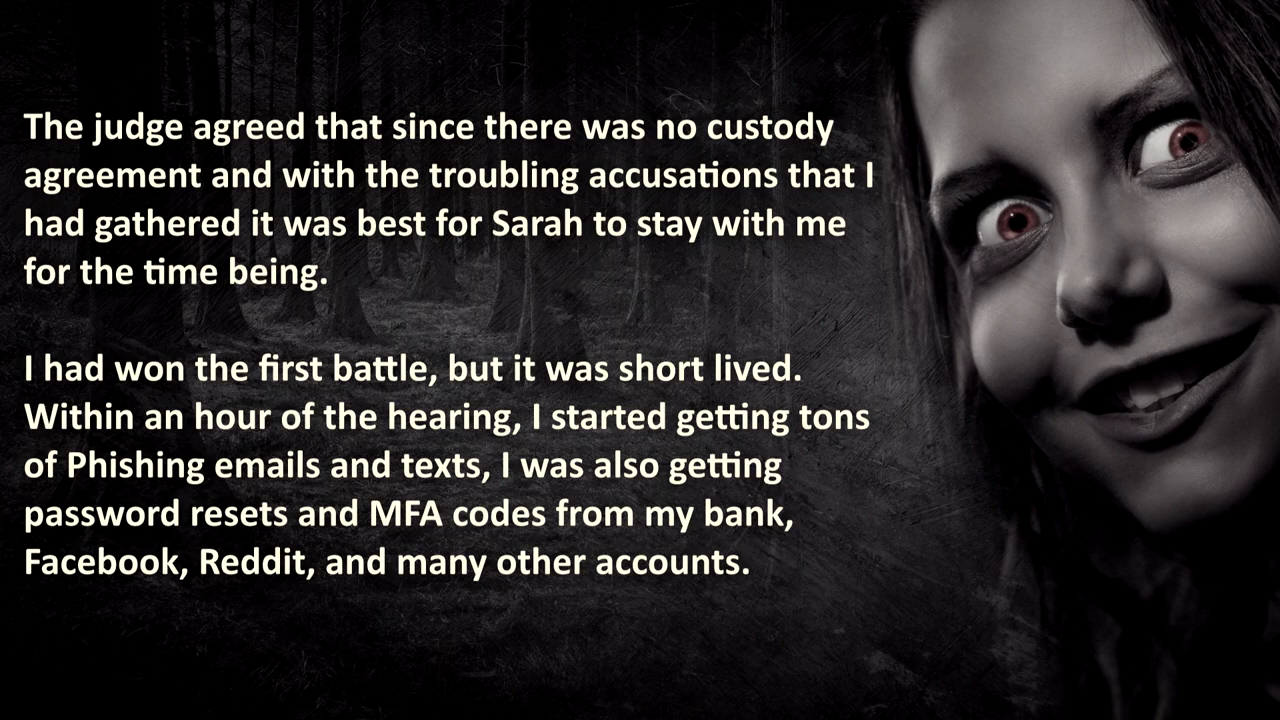 The judge agreed that since there was no custody
agreement and with the troubling accusations that I
had gathered it was best for Sarah to stay with me
for the time being.
I had won the first battle, but it was short lived.
Within an hour of the hearing, I started getting tons
of Phishing emails and texts, I was also getting
password resets and MFA codes from my bank,
Facebook, Reddit, and many other accounts.